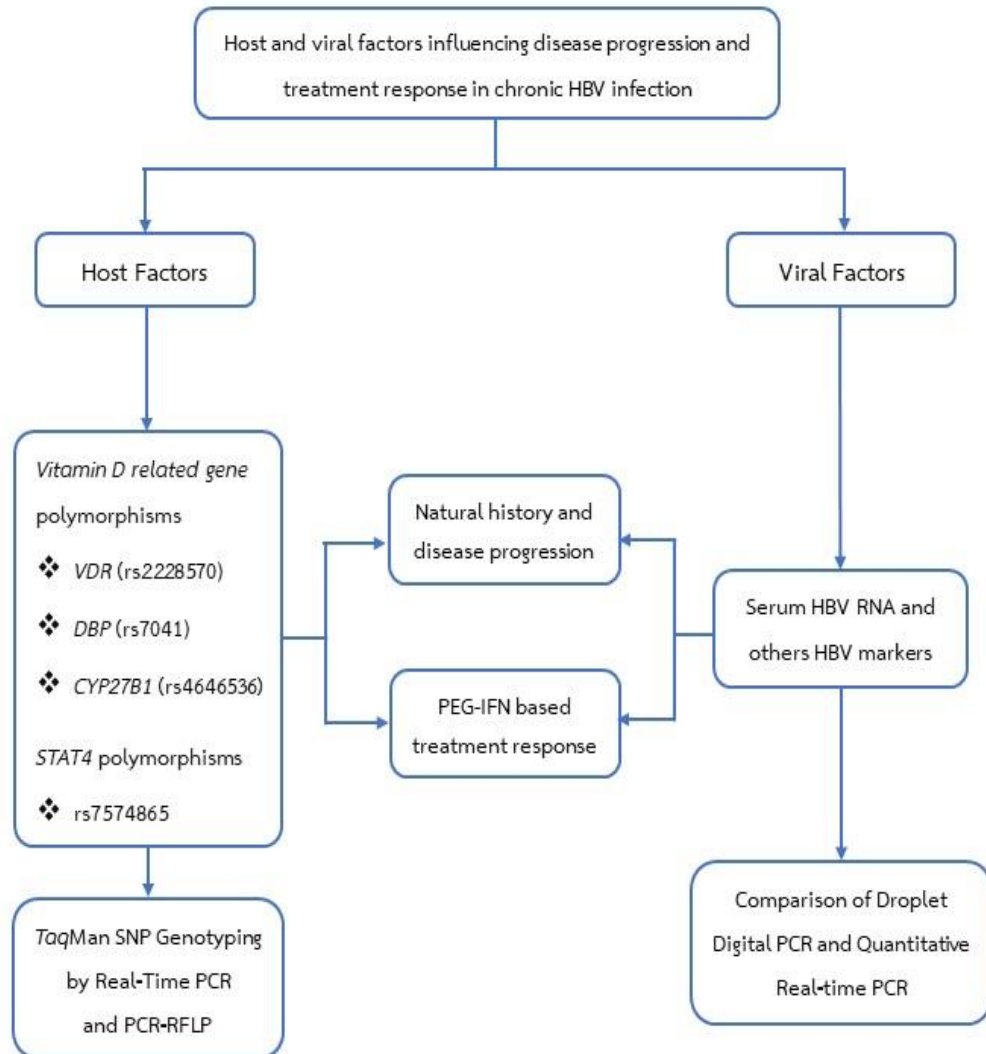 Host and viral factors influencing disease progression and
treatment response in chronic HBV infection
Host Factors
Viral Factors
Vitamin D related gene
polymorphisms
❖ VDR (rs2228570)
❖ DBP (rs7041)
❖ CYP27B1 (rs4646536)
STAT4 polymorphisms
❖ rs7574865
Natural history and
disease progression
PEG-IFN based
treatment response
Serum HBV RNA and
others HBV markers
TaqMan SNP Genotyping
by Real-Time PCR
and PCR-RFLP
Comparison of Droplet
Digital PCR and Quantitative
Real-time PCR